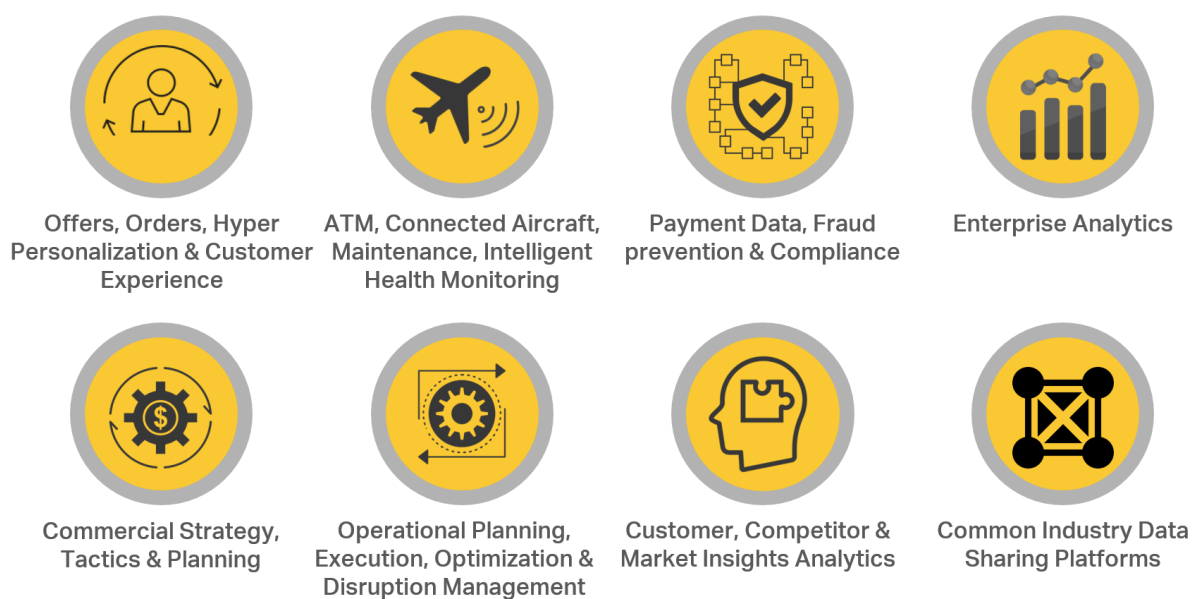 Offers, Orders, Hyper
Personalization & Customer
Experience
ATM, Connected Aircraft,
Maintenance, Intelligent
Health Monitoring
Payment Data, Fraud
prevention & Compliance
Enterprise Analytics
$
Commercial Strategy,
Tactics & Planning
Operational Planning,
Execution, Optimization &
Disruption Management
Customer, Competitor &
Market Insights Analytics
Common Industry Data
Sharing Platforms